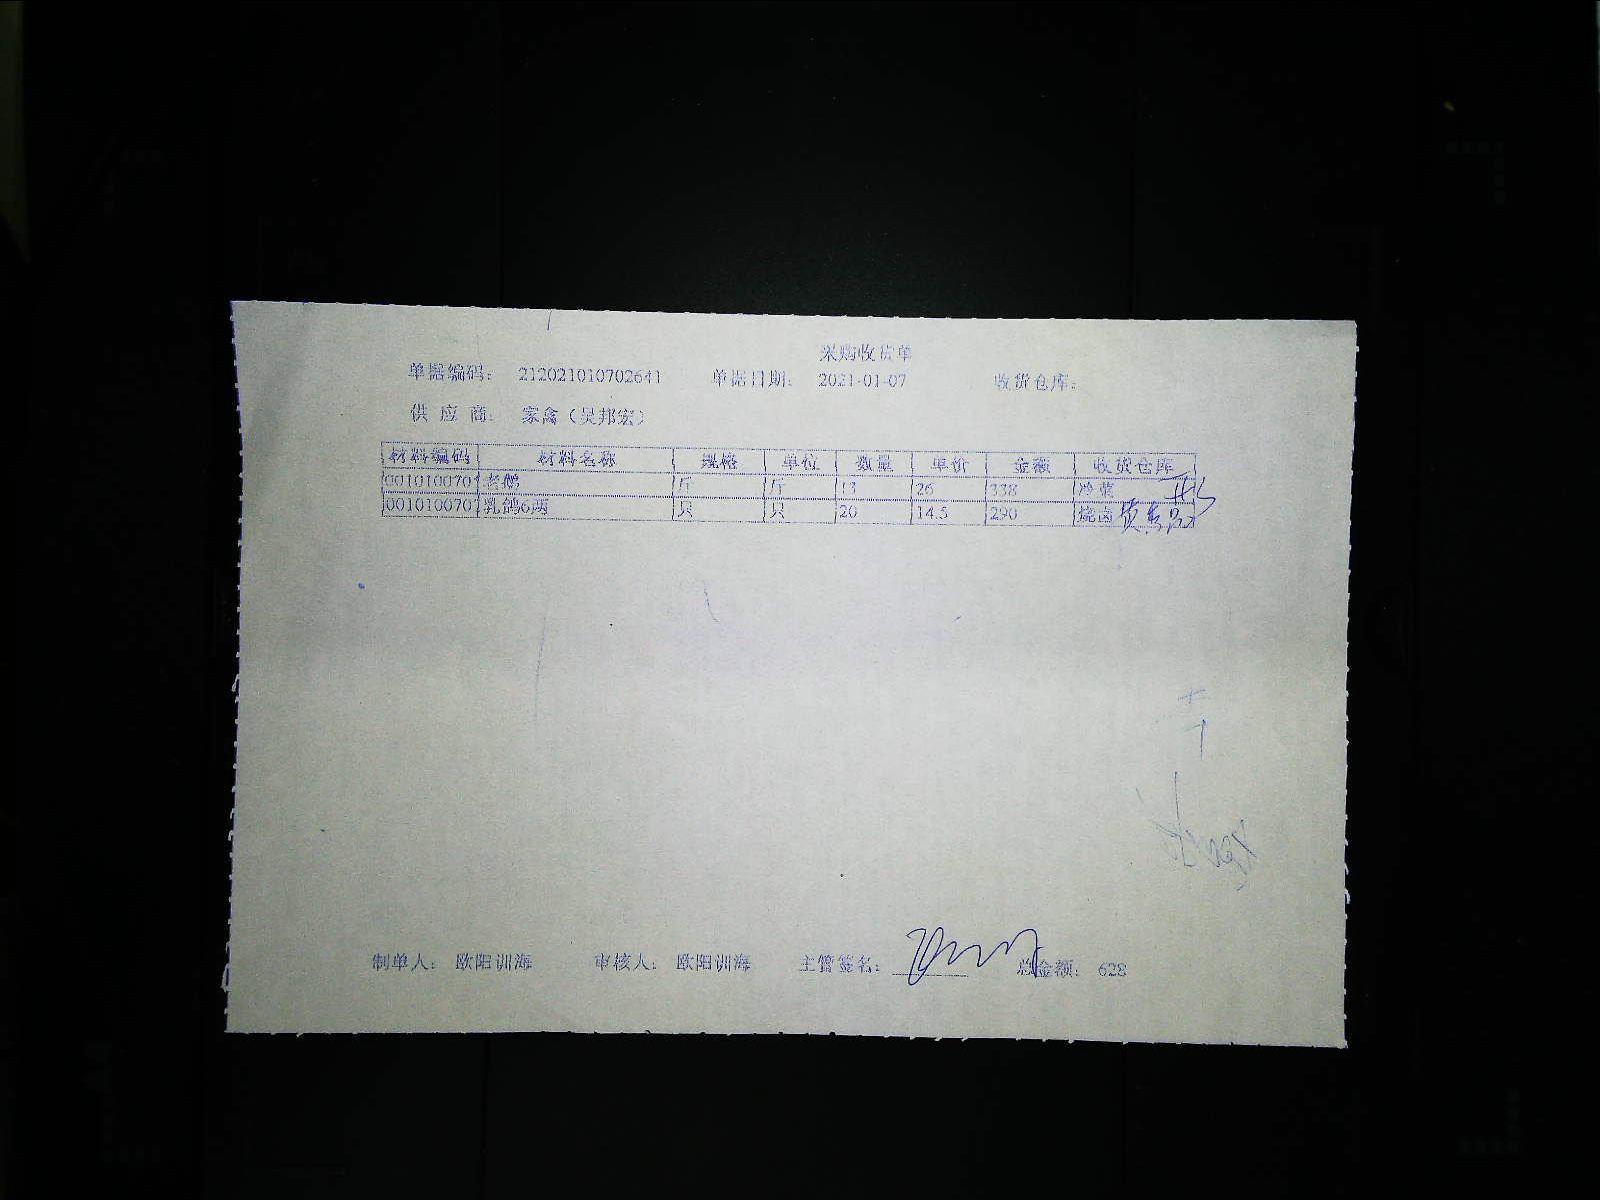 采购收货单
单据编码： 212021010702641 单据日期： 2021-01-07 收货仓库：
供 应 商： 家禽（吴邦宏）
材料编码 材料名称 规格 单位 数量 单价 金额 收货仓库
0010100701 老鹅 斤 斤 13 26 338 冷菜
0010100701 乳鸽6两 只 只 20 14.5 290 烧卤
制单人： 欧阳训海 审核人： 欧阳训海 主管签名： 总金额： 628